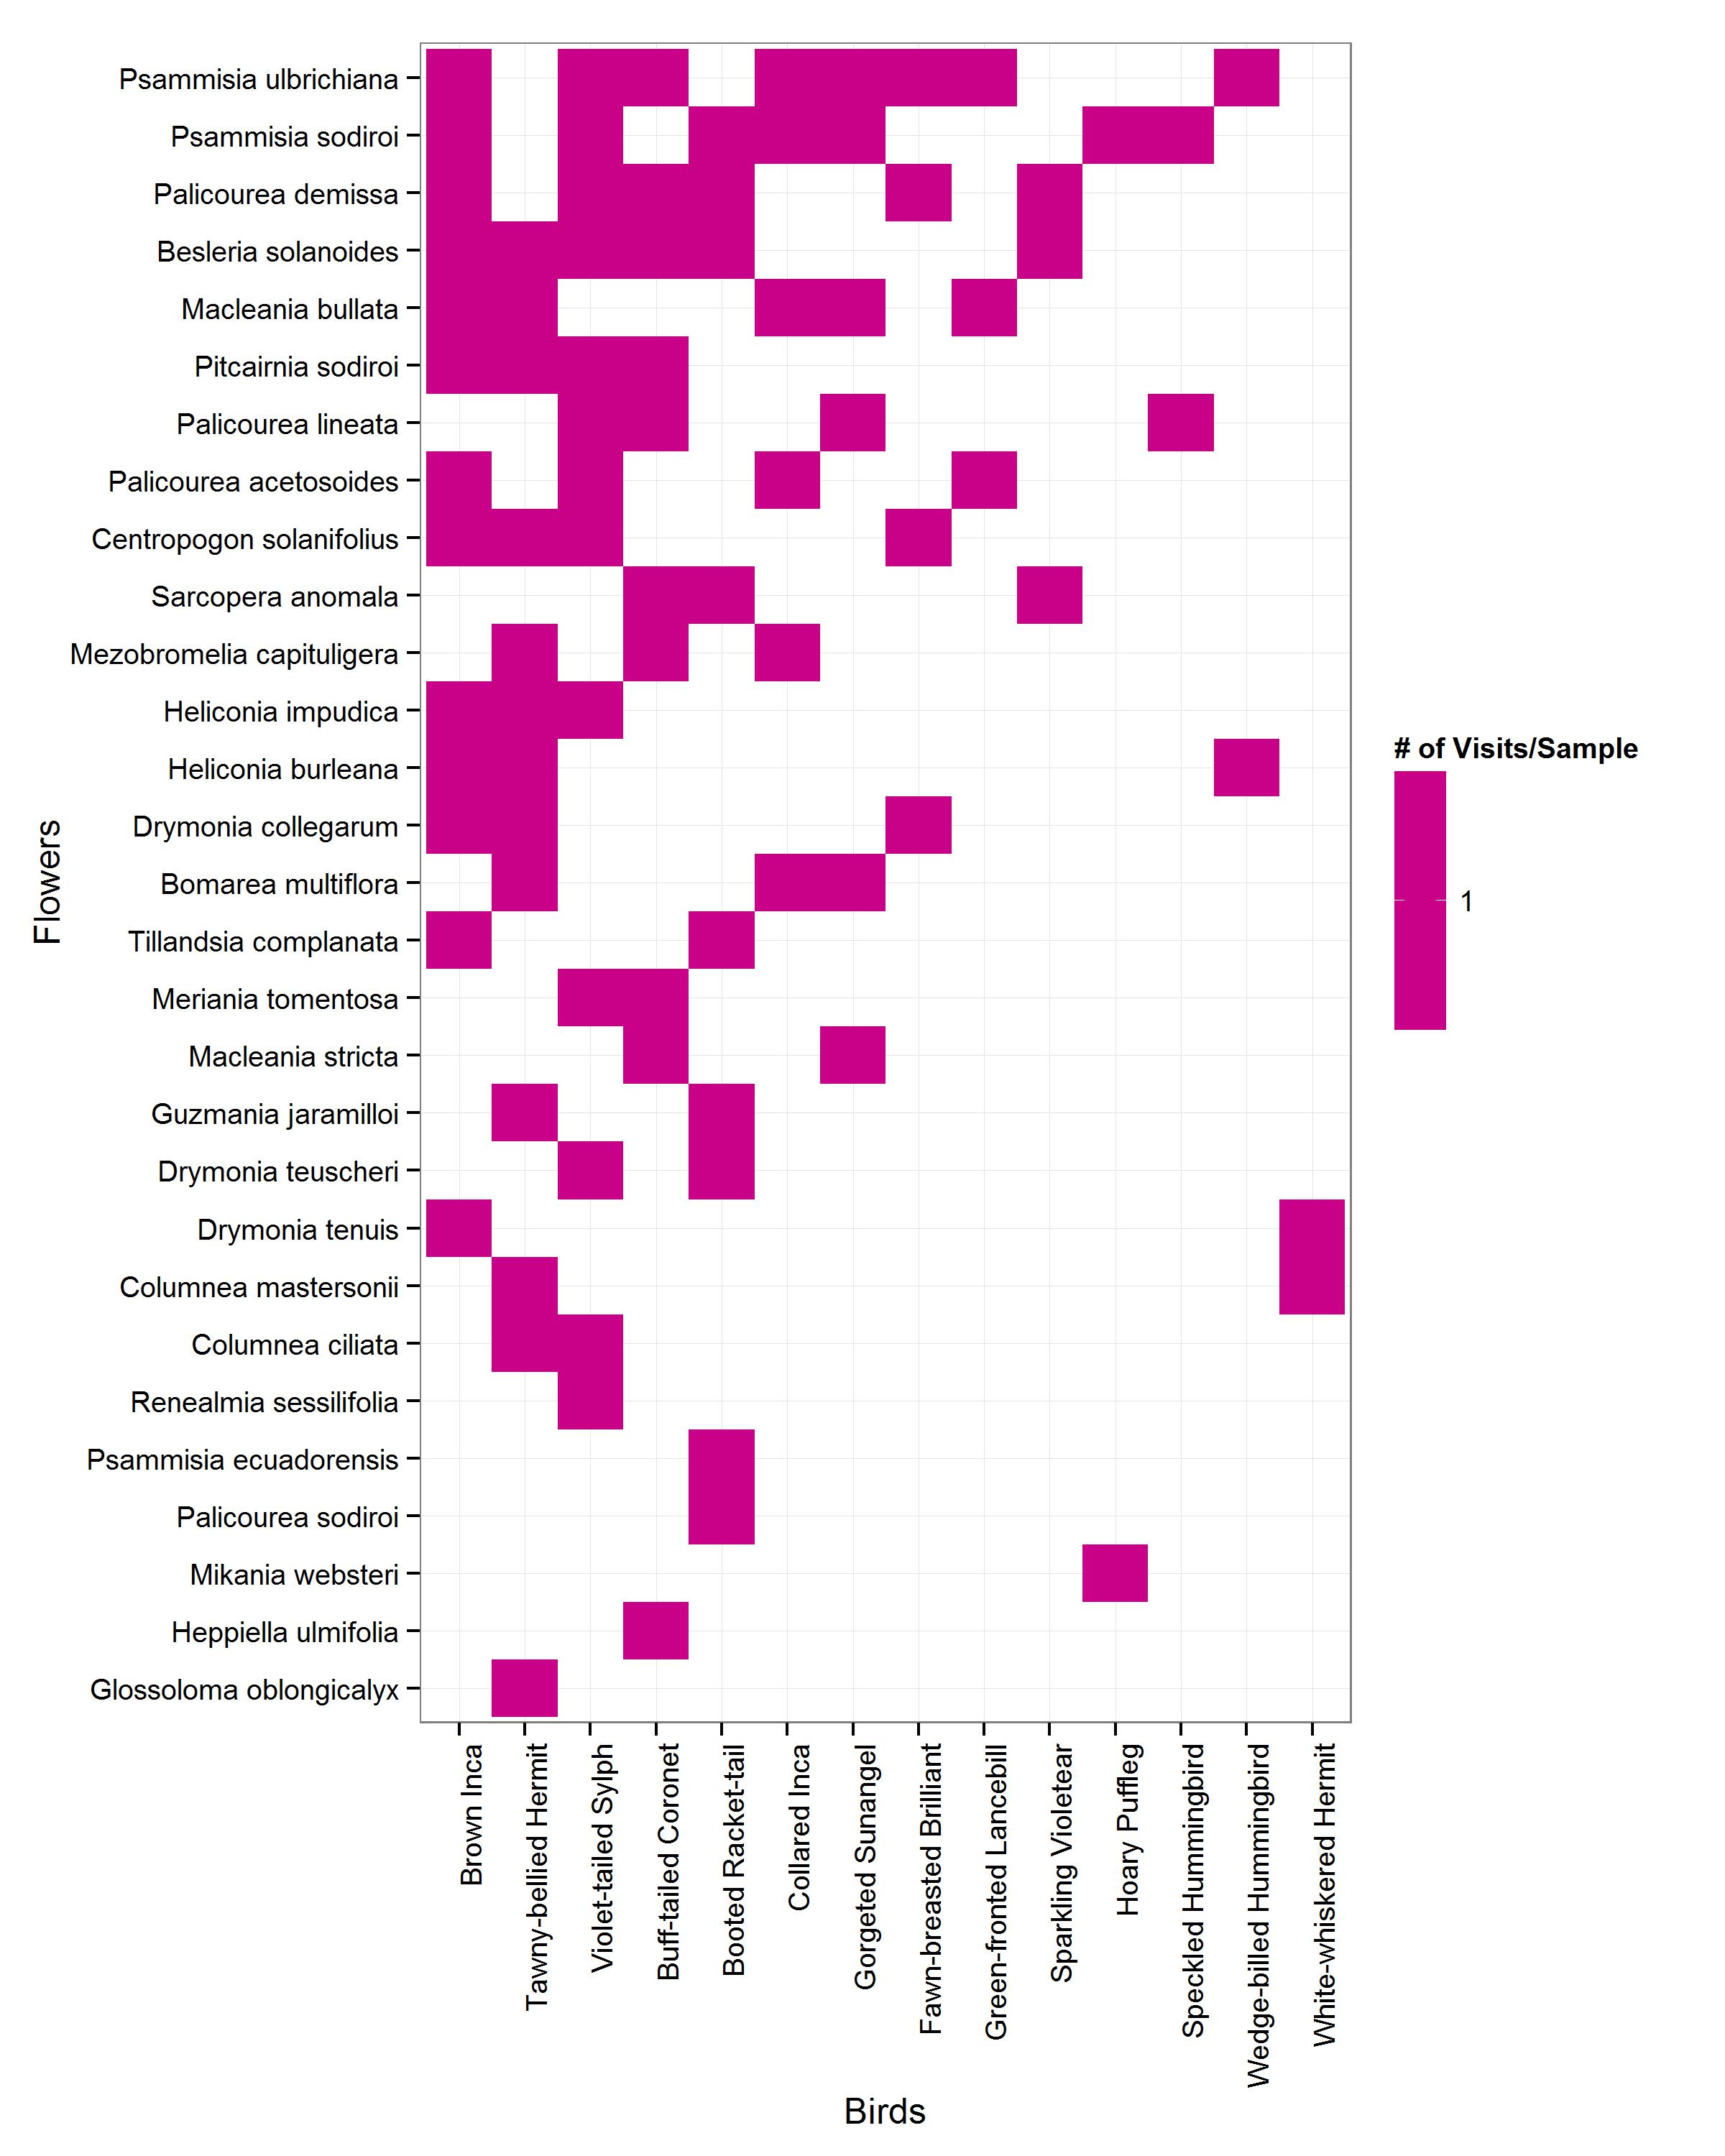 Psammisia ulbrichiana
Psammisia sodiroi
Palicourea demissa
Besleria solanoides
Macleania bullata
Pitcairnia sodiroi
Palicourea lineata
Palicourea acetosoides
Centropogon solanifolius
Sarcopera anomala
Mezobromelia capituligera
Heliconia impudica
Heliconia burleana
Drymonia collegarum
Bomarea multiflora
Tillandsia complanata
Meriania tomentosa
Macleania stricta
Guzmania jaramilloi
Drymonia teuscheri
Drymonia tenuis
Columnea mastersonii
Columnea ciliata
Renealmia sessilifolia
Psammisia ecuadorensis
Palicourea sodiroi
Mikania websteri
Heppiella ulmifolia
Glossoloma oblongicalyx
Flowers
Brown Inca
Tawny-bellied Hermit
Violet-tailed Sylph
Buff-tailed Coronet
Booted Racket-tail
Collared Inca
Gorgeted Sunangel
Fawn-breasted Brilliant
Green-fronted Lancebill
Sparkling Violetear
Hoary Puffleg
Speckled Hummingbird
Wedge-billed Hummingbird
White-whiskered Hermit
Birds
# of Visits/Sample
1